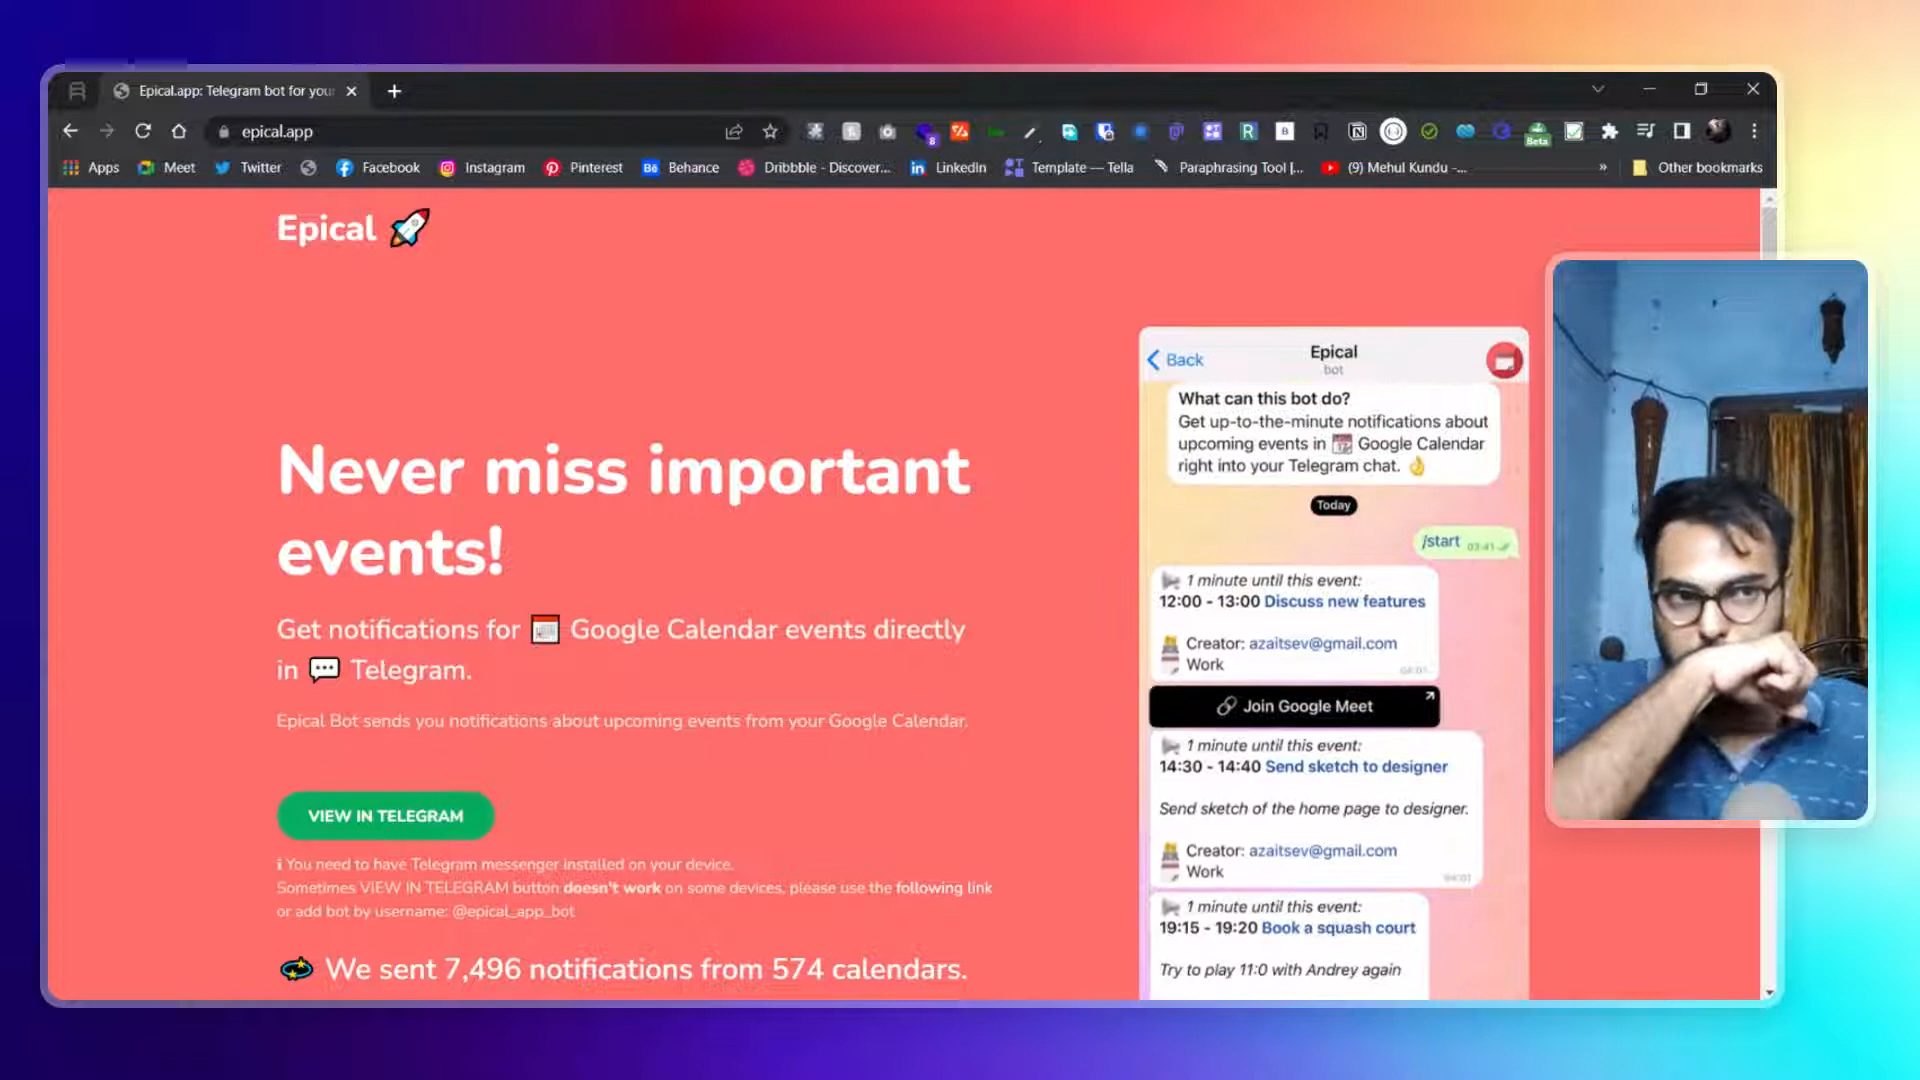 Epical.app: Telegram bot for you
epical.app
8
Beta
Apps
Meet
Twitter
Facebook
Instagram
Pinterest
Behance
Dribbble - Discover...
LinkedIn
Template — Tella
Paraphrasing Tool |...
(9) Mehul Kundu -...
»
Other bookmarks
Epical
Never miss important
events!
Get notifications for Google Calendar events directly
in Telegram.
Epical Bot sends you notifications about upcoming events from your Google Calendar.
VIEW IN TELEGRAM
ℹ You need to have Telegram messenger installed on your device.
Sometimes VIEW IN TELEGRAM button doesn't work on some devices, please use the following link
or add bot by username: @epical_app_bot
We sent 7,496 notifications from 574 calendars.
Back
Epical
bot
What can this bot do?
Get up-to-the-minute notifications about
upcoming events in Google Calendar
right into your Telegram chat.
Today
/start 03:41
1 minute until this event:
12:00 - 13:00 Discuss new features
Creator: azaitsev@gmail.com
Work
04:01
Join Google Meet
1 minute until this event:
14:30 - 14:40 Send sketch to designer
Send sketch of the home page to designer.
Creator: azaitsev@gmail.com
Work
04:01
1 minute until this event:
19:15 - 19:20 Book a squash court
Try to play 11:0 with Andrey again